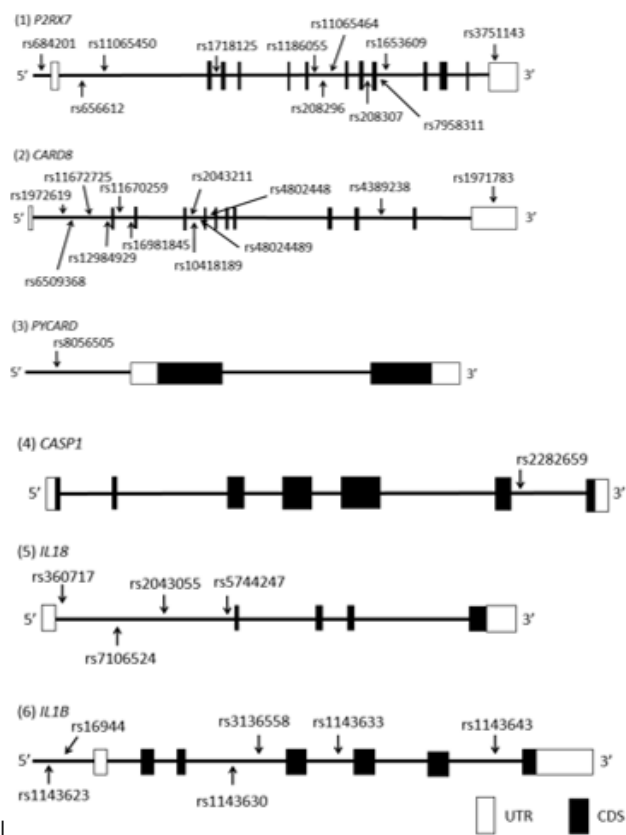 (1) P2RX7
rs684201 rs11065450 rs1718125 rs1186055 rs11065464 rs1653609 rs3751143
5' 3'
rs656612 rs208296 rs208307 rs7958311
(2) CARD8
rs1972619 rs11672725 rs11670259 rs2043211 rs4802448 rs4389238 rs1971783
5' 3'
rs6509368 rs12984929 rs16981845 rs10418189 rs48024489
(3) PYCARD
rs8056505
5' 3'
(4) CASP1
rs2282659
5' 3'
(5) IL18
rs360717 rs2043055 rs5744247
5' 3'
rs7106524
(6) IL1B
rs16944 rs3136558 rs1143633 rs1143643
5' 3'
rs1143623 rs1143630
UTR CDS